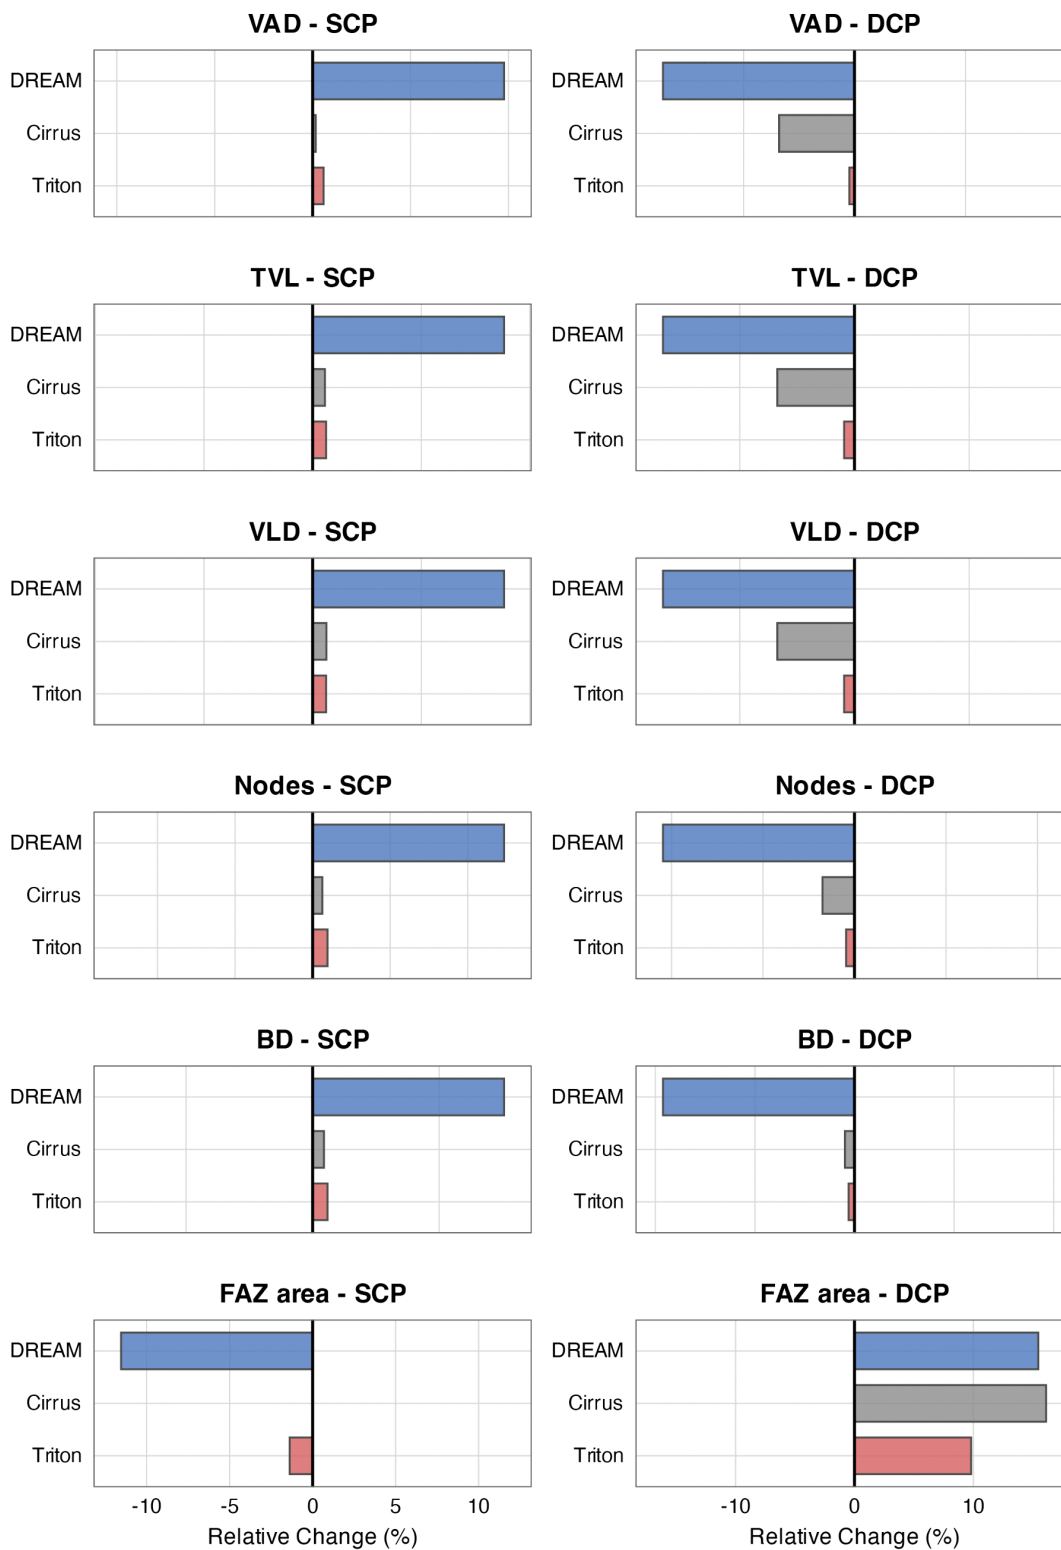 VAD - SCP
DREAM
Cirrus
Triton
VAD - DCP
DREAM
Cirrus
Triton
TVL - SCP
DREAM
Cirrus
Triton
TVL - DCP
DREAM
Cirrus
Triton
VLD - SCP
DREAM
Cirrus
Triton
VLD - DCP
DREAM
Cirrus
Triton
Nodes - SCP
DREAM
Cirrus
Triton
Nodes - DCP
DREAM
Cirrus
Triton
BD - SCP
DREAM
Cirrus
Triton
BD - DCP
DREAM
Cirrus
Triton
FAZ area - SCP
DREAM
Cirrus
Triton
-10 -5 0 5 10
Relative Change (%)
FAZ area - DCP
DREAM
Cirrus
Triton
-10 0 10
Relative Change (%)